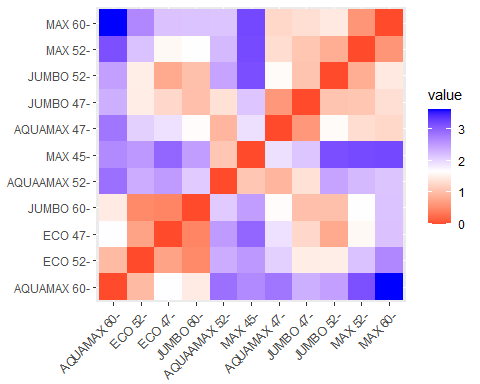 MAX 60-
MAX 52-
JUMBO 52-
JUMBO 47-
AQUAMAX 47-
MAX 45-
AQUAAMAX 52-
JUMBO 60-
ECO 47-
ECO 52-
AQUAMAX 60-
value
3
2
1
0
AQUAMAX 60-
ECO 52-
ECO 47-
JUMBO 60-
AQUAAMAX 52-
MAX 45-
AQUAMAX 47-
JUMBO 47-
JUMBO 52-
MAX 52-
MAX 60-